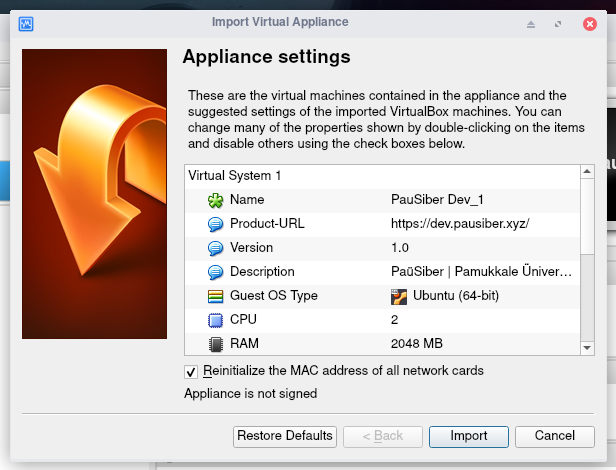 Import Virtual Appliance
Appliance settings
These are the virtual machines contained in the appliance and the
suggested settings of the imported VirtualBox machines. You can
change many of the properties shown by double-clicking on the items
and disable others using the check boxes below.
Virtual System 1
Name PauSiber Dev_1
Product-URL https://dev.pausiber.xyz/
Version 1.0
Description PaüSiber | Pamukkale Üniver...
Guest OS Type Ubuntu (64-bit)
CPU 2
RAM 2048 MB
Reinitialize the MAC address of all network cards
Appliance is not signed
Restore Defaults < Back Import Cancel